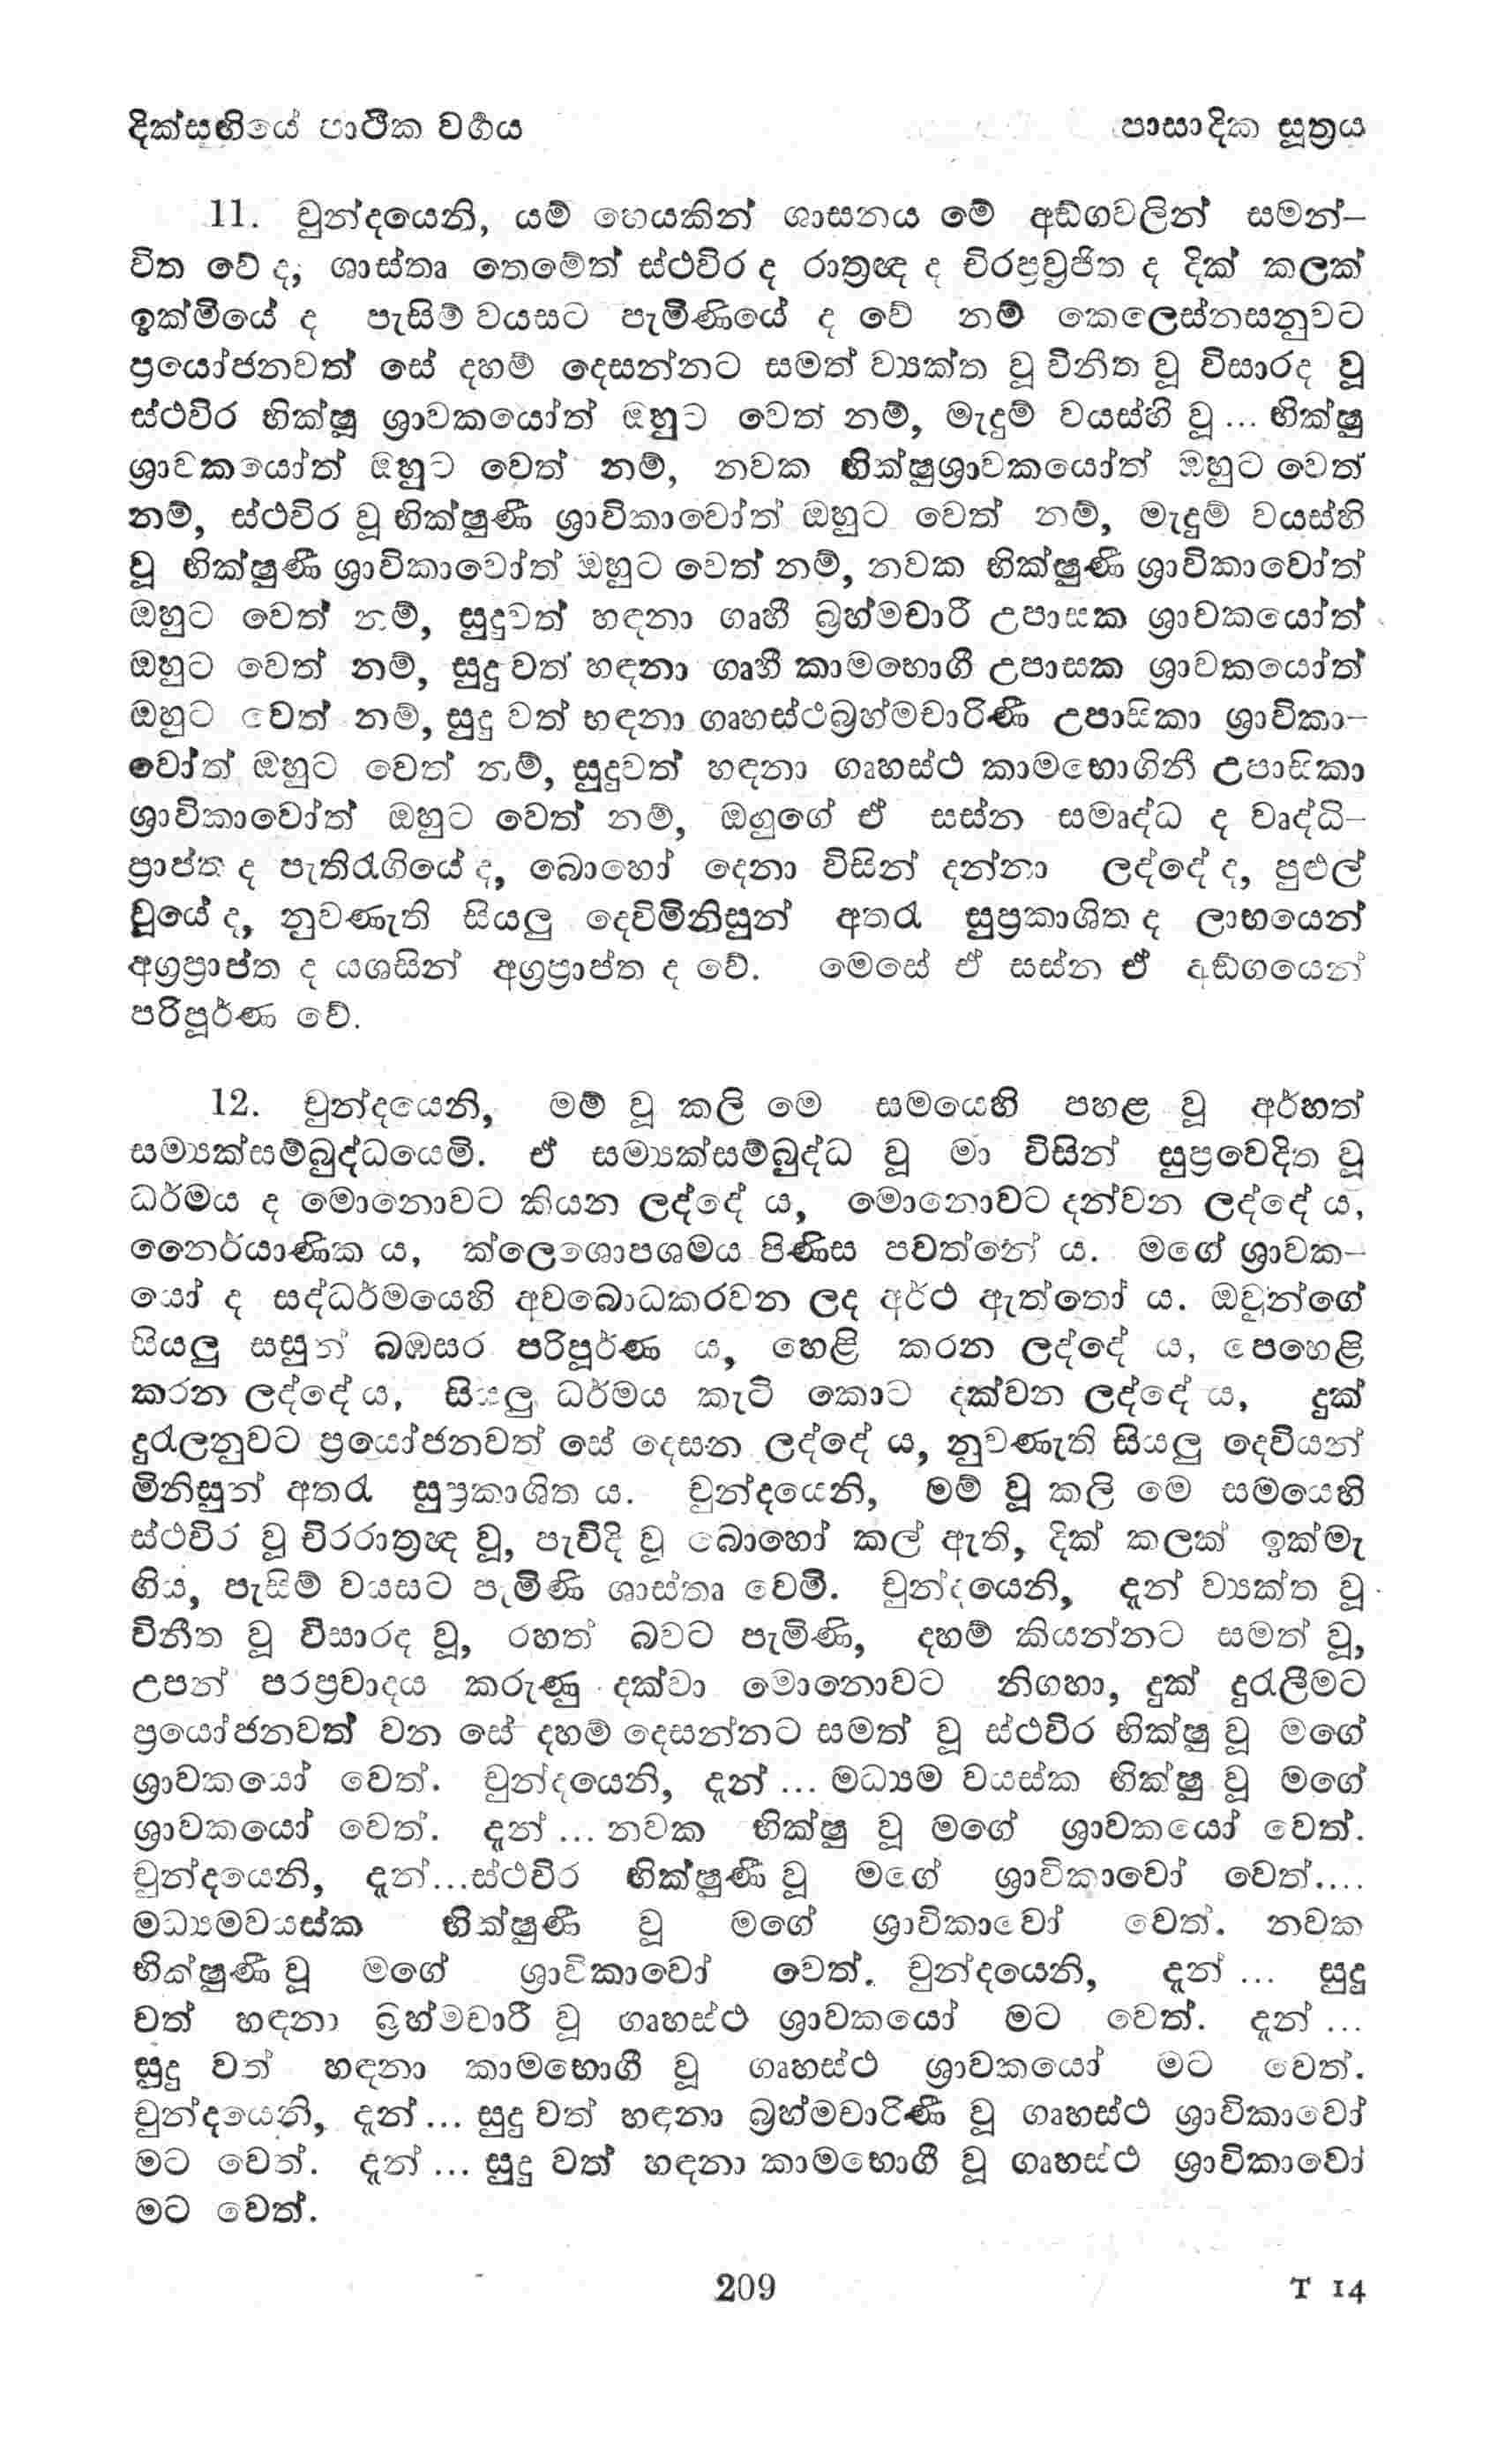 දික්සඟියේ පාථික වර්‍ගය පාසාදික සූත්‍රය
11. චුන්දයෙනි, යම් හෙයකින් ශාසනය මේ අඞ්ගවලින් සමන්–
විත වේ ද, ශාස්තෘ තෙමේත් ස්ථවිර ද රාත්‍රඥ ද චිරප්‍රව්‍රජිත ද දික් කලක්
ඉක්මියේ ද පැසිම් වයසට පැමිණියේ ද වේ නම් කෙලෙස්නසනුවට
ප්‍රයෝජනවත් සේ දහම් දෙසන්නට සමත් ව්‍යක්ත වූ විනීත වූ විසාරද වූ
ස්ථවිර භික්ෂූ ශ්‍රාවකයෝත් ඔහුට වෙත් නම්, මැදුම් වයස්හි වූ ... භික්ෂු
ශ්‍රාවකයෝත් ඔහුට වෙත් නම්, නවක භික්ෂුශ්‍රාවකයෝත් ඔහුට වෙත්
නම්, ස්ථවිර වූ භික්ෂුණී ශ්‍රාවිකාවෝත් ඔහුට වෙත් නම්, මැදුම් වයස්හි
වූ භික්ෂුණී ශ්‍රාවිකාවෝත් ඔහුට වෙත් නම්, නවක භික්ෂුණී ශ්‍රාවිකාවෝත්
ඔහුට වෙත් නම්, සුදුවත් හඳනා ගෘහී බ්‍රහ්මචාරී උපාසක ශ්‍රාවකයෝත්
ඔහුට වෙත් නම්, සුදු වත් හඳනා ගෘහී කාමභොගී උපාසක ශ්‍රාවකයෝත්
ඔහුට වෙත් නම්, සුදු වත් හඳනා ගෘහස්ථබ්‍රහ්මචාරිණී උපාසිකා ශ්‍රාවිකා–
වෝත් ඔහුට වෙත් නම්, සුදුවත් හඳනා ගෘහස්ථ කාමභොගිනී උපාසිකා
ශ්‍රාවිකාවෝත් ඔහුට වෙත් නම්, ඔහුගේ ඒ සස්න සමෘද්ධ ද වෘද්ධි–
ප්‍රාප්ත ද පැතිරැගියේ ද, බොහෝ දෙනා විසින් දන්නා ලද්දේ ද, පුළුල්
වූයේ ද, නුවණැති සියලු දෙව්මිනිසුන් අතරැ සුප්‍රකාශිත ද ලාභයෙන්
අග්‍රප්‍රාප්ත ද යශසින් අග්‍රප්‍රාප්ත ද වේ. මෙසේ ඒ සස්න ඒ අඞ්ගයෙන්
පරිපූර්ණ වේ.
12. චුන්දයෙනි, මම් වූ කලි මෙ සමයෙහි පහළ වූ අර්හත්
සම්‍යක්සම්බුද්ධයෙමි. ඒ සම්‍යක්සම්බුද්ධ වූ මා විසින් සුප්‍රවෙදිත වූ
ධර්මය ද මොනොවට කියන ලද්දේ ය, මොනොවට දන්වන ලද්දේ ය,
නෛර්යාණික ය, ක්ලෙශොපශමය පිණිස පවත්නේ ය. මගේ ශ්‍රාවක–
යෝ ද සද්ධර්මයෙහි අවබොධකරවන ලද අර්ථ ඇත්තෝ ය. ඔවුන්ගේ
සියලු සසුන් බඹසර පරිපූර්ණ ය, හෙළි කරන ලද්දේ ය, පෙහෙළි
කරන ලද්දේ ය, සියලු ධර්මය කැටි කොට දක්වන ලද්දේ ය, දුක්
දුරැලනුවට ප්‍රයෝජනවත් සේ දෙසන ලද්දේ ය, නුවණැති සියලු දෙවියන්
මිනිසුන් අතරැ සුප්‍රකාශිත ය. චුන්දයෙනි, මම් වූ කලි මෙ සමයෙහි
ස්ථවිර වූ චිරරාත්‍රඥ වූ, පැවිදි වූ බොහෝ කල් ඇති, දික් කලක් ඉක්මැ
ගිය, පැසිම් වයසට පැමිණි ශාස්තෘ වෙමි. චුන්දයෙනි, දැන් ව්‍යක්ත වූ
විනීත වූ විසාරද වූ, රහත් බවට පැමිණි, දහම් කියන්නට සමත් වූ,
උපන් පරප්‍රවාදය කරුණු දක්වා මොනොවට නිගහා, දුක් දුරැලීමට
ප්‍රයෝජනවත් වන සේ දහම් දෙසන්නට සමත් වූ ස්ථවිර භික්ෂු වූ මගේ
ශ්‍රාවකයෝ වෙත්. චුන්දයෙනි, දැන් ... මධ්‍යම වයස්ක භික්ෂු වූ මගේ
ශ්‍රාවකයෝ වෙත්. දැන් ... නවක භික්ෂු වූ මගේ ශ්‍රාවකයෝ වෙත්.
චුන්දයෙනි, දැන්...ස්ථවිර භික්ෂුණී වූ මගේ ශ්‍රාවිකාවෝ වෙත්....
මධ්‍යමවයස්ක භික්ෂුණී වූ මගේ ශ්‍රාවිකාවෝ වෙත්. නවක
භික්ෂුණී වූ මගේ ශ්‍රාවිකාවෝ වෙත්. චුන්දයෙනි, දැන් ... සුදු
වත් හඳනා බ්‍රහ්මචාරී වූ ගෘහස්ථ ශ්‍රාවකයෝ මට වෙත්. දැන් ...
සුදු වත් හඳනා කාමභොගී වූ ගෘහස්ථ ශ්‍රාවකයෝ මට වෙත්.
චුන්දයෙනි, දැන් ... සුදු වත් හඳනා බ්‍රහ්මචාරිණී වූ ගෘහස්ථ ශ්‍රාවිකාවෝ
මට වෙත්. දැන් ... සුදු වත් හඳනා කාමභොගී වූ ගෘහස්ථ ශ්‍රාවිකාවෝ
මට වෙත්.
209 T 14